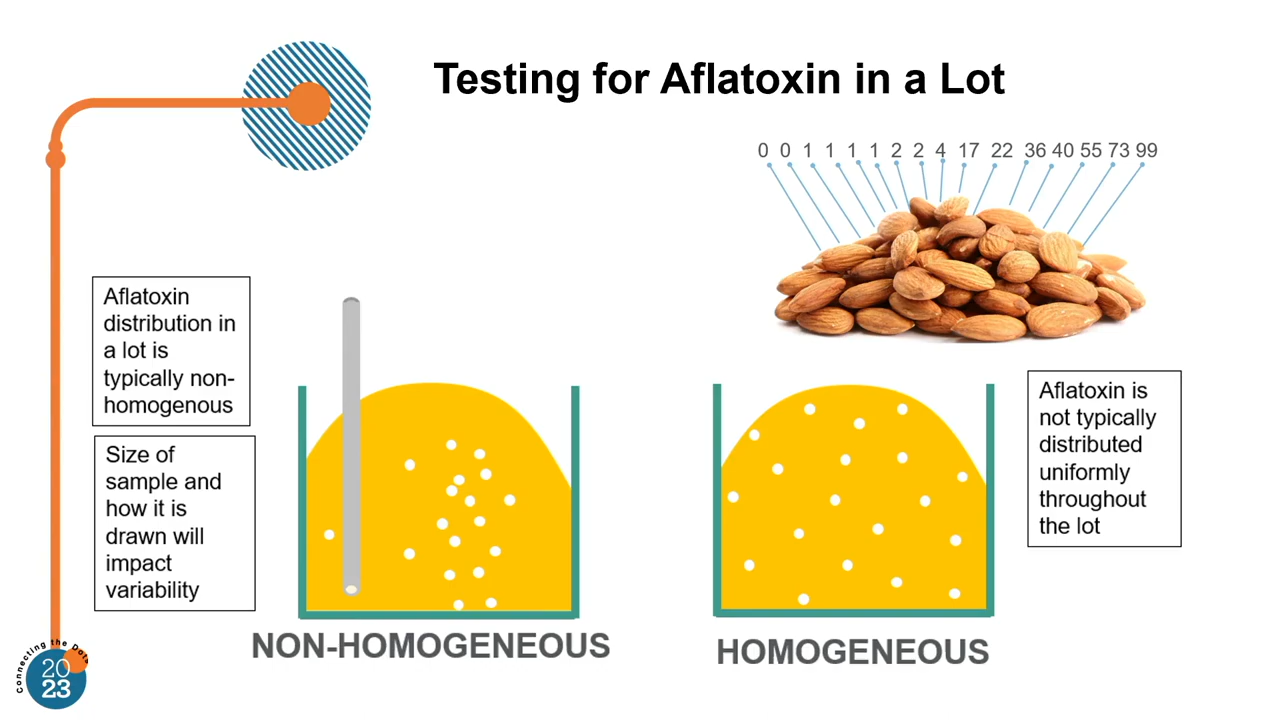 Testing for Aflatoxin in a Lot
0 0 1 1 1 1 2 2 4 17 22 36 40 55 73 99
Aflatoxin
distribution in
a lot is
typically non-
homogenous
Size of
sample and
how it is
drawn will
impact
variability
Aflatoxin is
not typically
distributed
uniformly
throughout
the lot
NON-HOMOGENEOUS
HOMOGENEOUS
Connecting the Dots
20
23